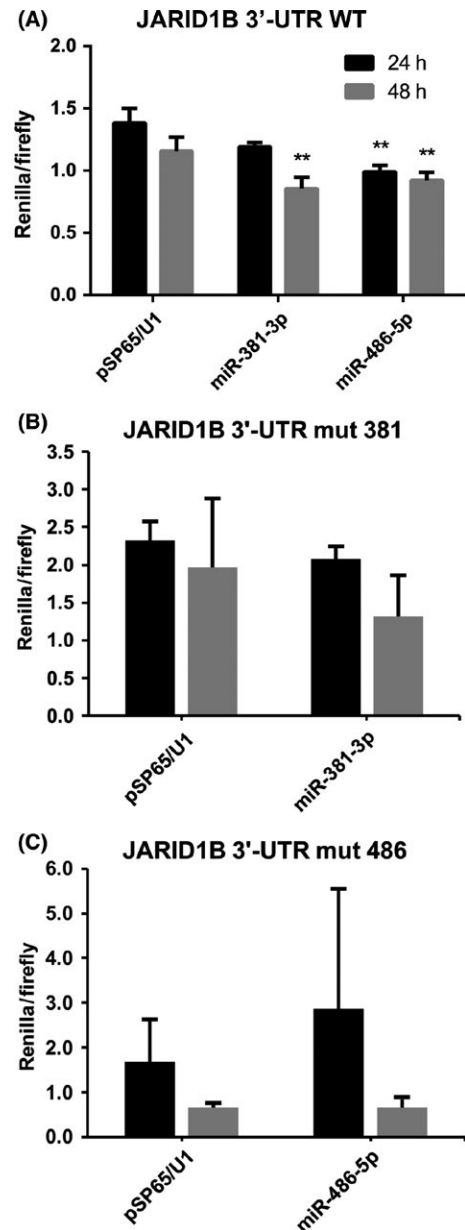 (A)
JARID1B 3’-UTR WT
24 h
48 h
Renilla/firefly
2.0
1.5
1.0
0.5
0.0
**
**
**
pSP65/U1
miR-381-3p
miR-486-5p
(B)
JARID1B 3'-UTR mut 381
Renilla/firefly
3.5
3.0
2.5
2.0
1.5
1.0
0.5
0.0
pSP65/U1
miR-381-3p
(C)
JARID1B 3'-UTR mut 486
Renilla/firefly
6.0
5.0
4.0
3.0
2.0
1.0
0.0
pSP65/U1
miR-486-5p